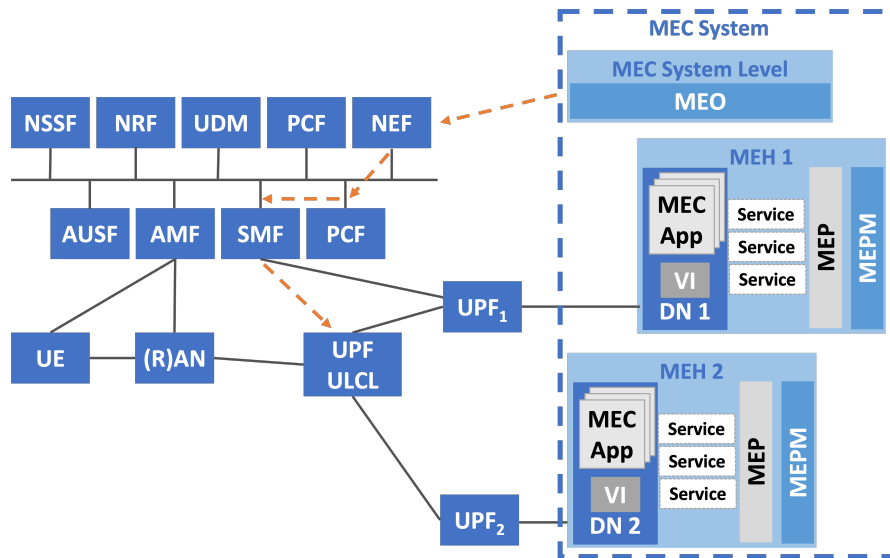 MEC System
MEC System Level
MEO
NSSF
NRF
UDM
PCF
NEF
AUSF
AMF
SMF
PCF
UE
(R)AN
UPF
ULCL
UPF₁
UPF₂
MEH 1
MEC
App
VI
DN 1
Service
Service
Service
MEP
MEPM
MEH 2
MEC
App
VI
DN 2
Service
Service
Service
MEP
MEPM